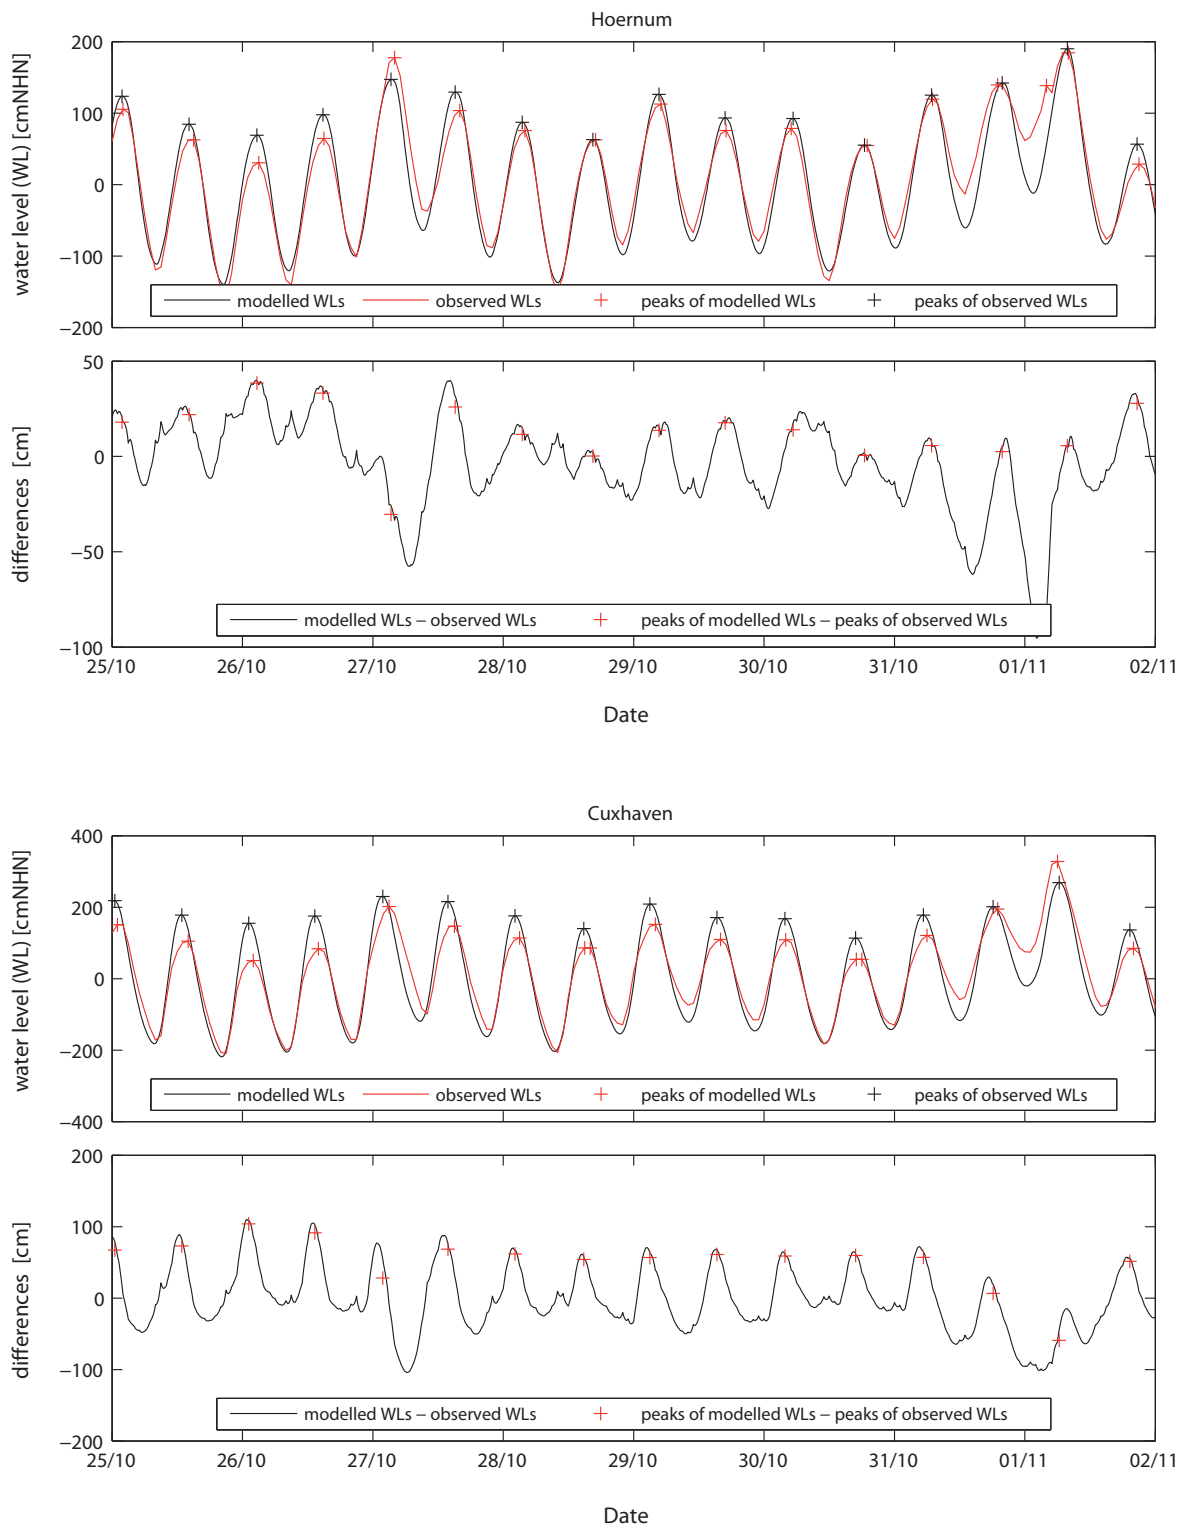 Hoernum
water level (WL) [cmNHN]
200
100
0
−100
−200
modelled WLs observed WLs peaks of modelled WLs peaks of observed WLs
differences [cm]
50
0
−50
−100
modelled WLs – observed WLs peaks of modelled WLs – peaks of observed WLs
25/10 26/10 27/10 28/10 29/10 30/10 31/10 01/11 02/11
Date
Cuxhaven
water level (WL) [cmNHN]
400
200
0
−200
−400
modelled WLs observed WLs peaks of modelled WLs peaks of observed WLs
differences [cm]
200
100
0
−100
−200
modelled WLs – observed WLs peaks of modelled WLs – peaks of observed WLs
25/10 26/10 27/10 28/10 29/10 30/10 31/10 01/11 02/11
Date